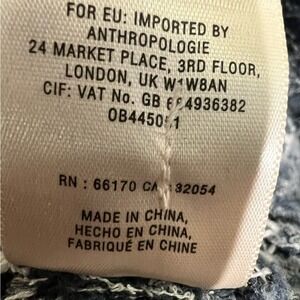 FOR EU: IMPORTED BY
ANTHROPOLOGIE
24 MARKET PLACE, 3RD FLOOR,
LONDON, UK W1W8AN
CIF: VAT No. GB
RN : 66170 CA
MADE IN CHINA,
HECHO EN CHINA,
FABRIQUÉ EN CHINE